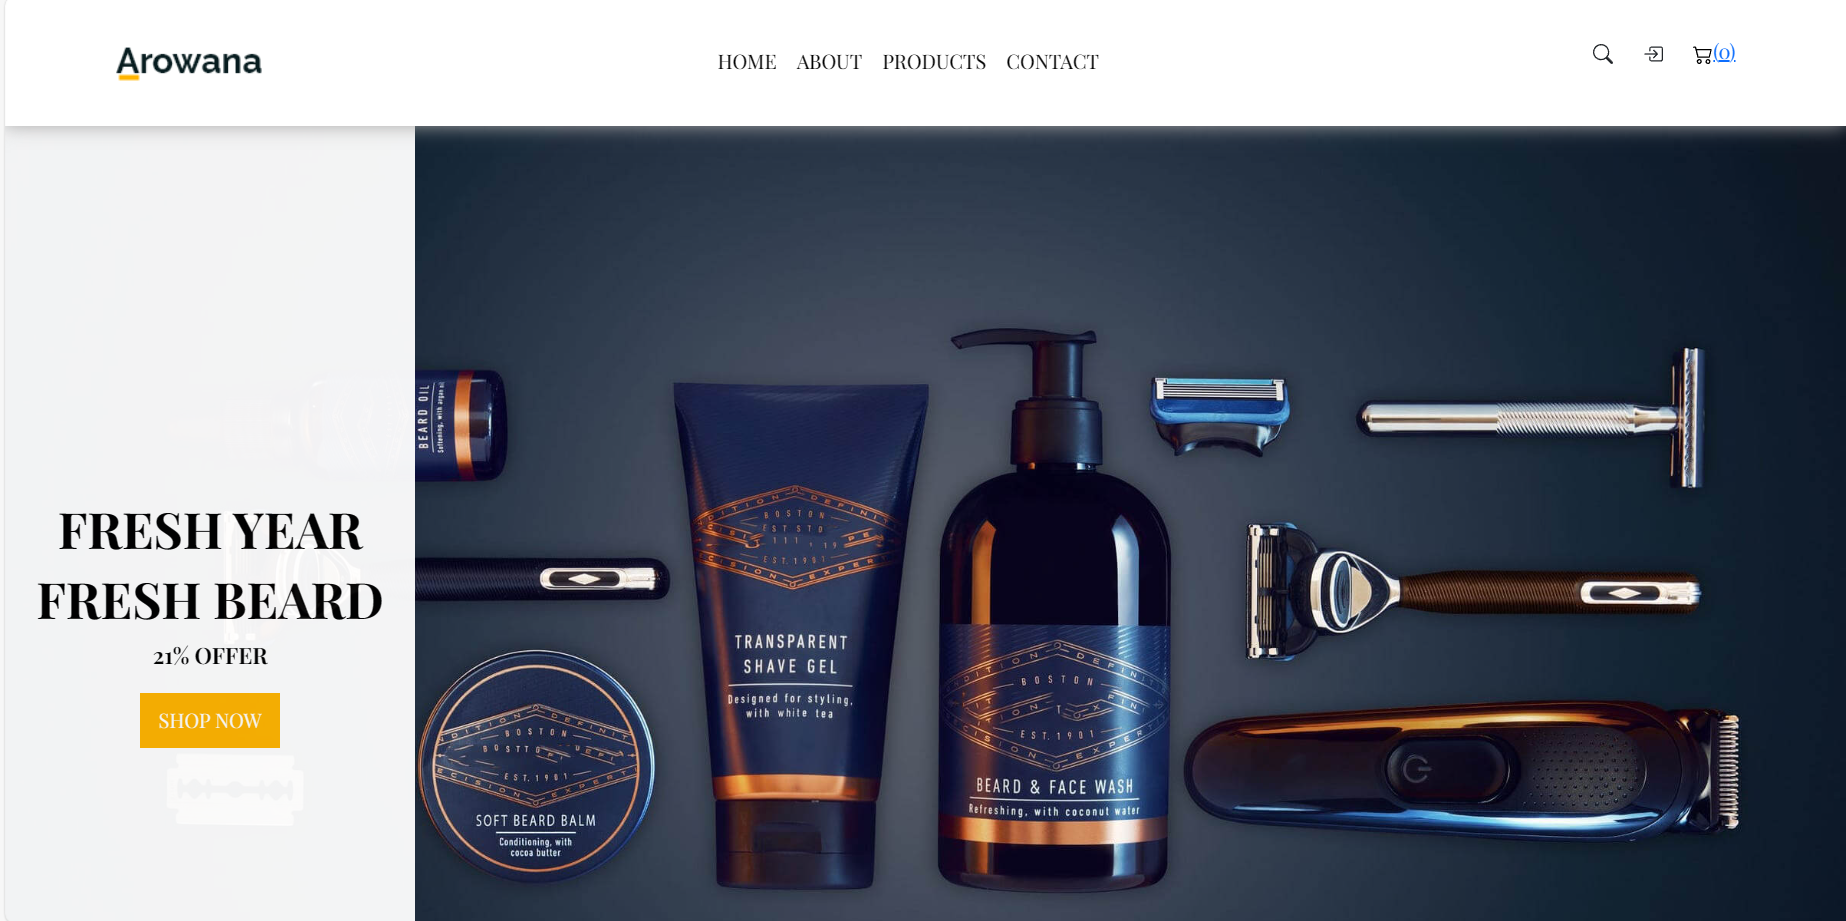 Arowana
HOME ABOUT PRODUCTS CONTACT
(0)
FRESH YEAR
FRESH BEARD
21% OFFER
SHOP NOW
BEARD OIL
Softening, with argan oil
BOSTON
EST.1901
TRANSPARENT
SHAVE GEL
Designed for styling,
with white tea
BOSTON
EST.1901
SOFT BEARD BALM
Conditioning, with
cocoa butter
BOSTON
EST.1901
BEARD & FACE WASH
Refreshing, with coconut water